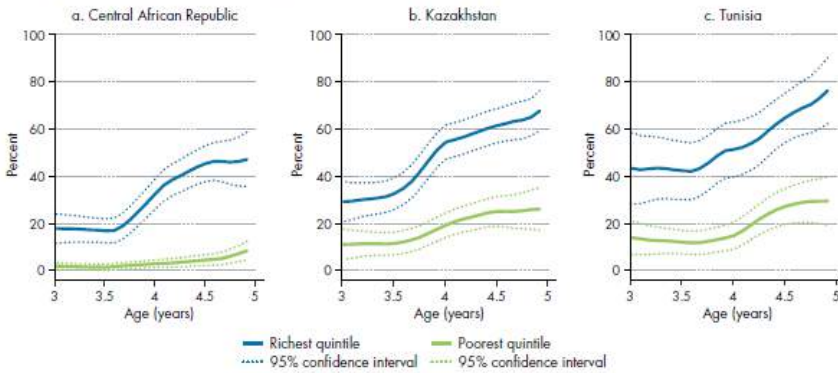 a. Central African Republic
100
80
60
40
20
0
Percent
3 3.5 4 4.5 5
Age (years)
b. Kazakhstan
100
80
60
40
20
0
Percent
3 3.5 4 4.5 5
Age (years)
c. Tunisia
100
80
60
40
20
0
Percent
3 3.5 4 4.5 5
Age (years)
Richest quintile Poorest quintile
95% confidence interval 95% confidence interval